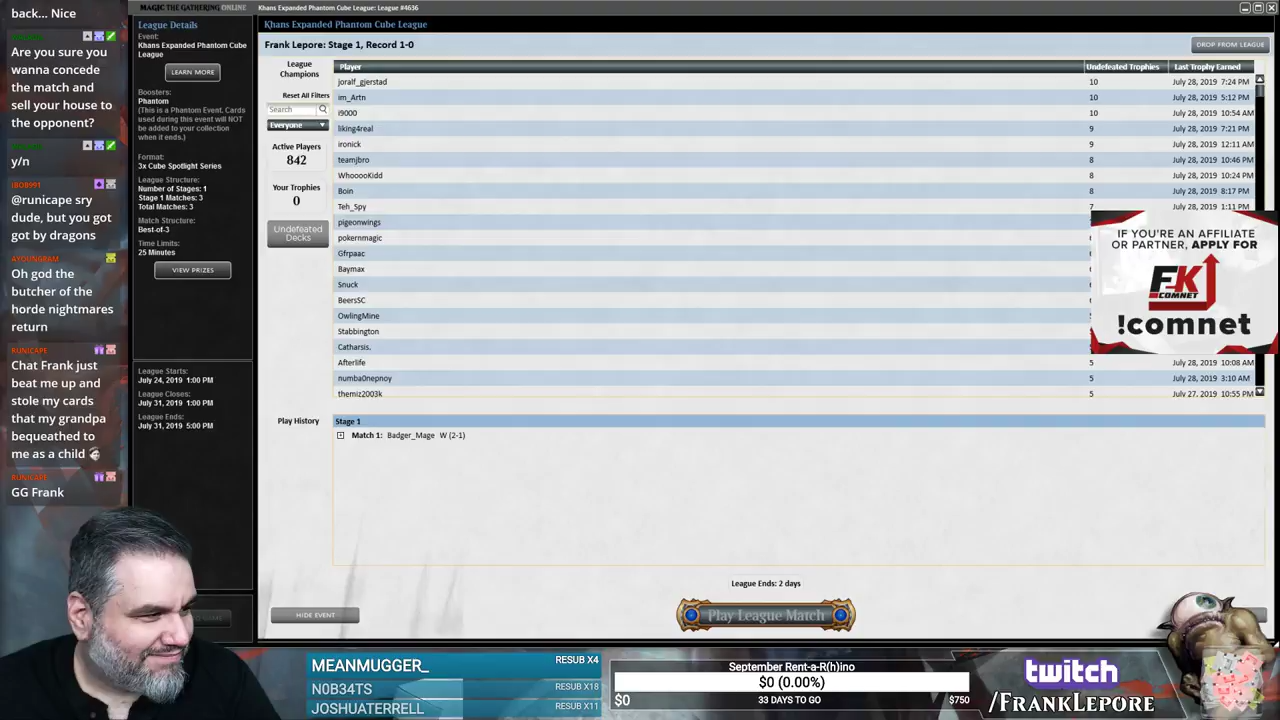 back... Nice
Are you sure you
wanna concede
the match and
sell your house to
the opponent?
y/n
IBOB991
@runicape sry
dude, but you got
got by dragons
AYOUNGPAM
Oh god the
butcher of the
horde nightmares
return
RUNICAPE
Chat Frank just
beat me up and
stole my cards
that my grandpa
bequeathed to
me as a child
RUNICAPE
GG Frank
MAGIC THE GATHERING ONLINE
Khans Expanded Phantom Cube League: League #4636
League Details
Event:
Khans Expanded Phantom Cube
League
LEARN MORE
Boosters:
Phantom
(This is a Phantom Event. Cards
used during this event will NOT
be added to your collection
when it ends.)
Format:
3x Cube Spotlight Series
League Structure:
Number of Stages: 1
Stage 1 Matches: 3
Total Matches: 3
Match Structure:
Best-of-3
Time Limits:
25 Minutes
VIEW PRIZES
League Starts:
July 24, 2019 1:00 PM
League Closes:
July 31, 2019 1:00 PM
League Ends:
July 31, 2019 5:00 PM
Khans Expanded Phantom Cube League
Frank Lepore: Stage 1, Record 1-0
DROP FROM LEAGUE
League
Champions
Reset All Filters
Search
Everyone
Active Players
842
Your Trophies
0
Undefeated
Decks
Player Undefeated Trophies Last Trophy Earned
joralf_gjerstad 10 July 28, 2019 7:24 PM
im_Artn 10 July 28, 2019 5:12 PM
i9000 10 July 28, 2019 10:54 AM
liking4real 9 July 28, 2019 7:21 PM
ironick 9 July 28, 2019 12:11 AM
teamjbro 8 July 28, 2019 10:46 PM
WhooooKidd 8 July 28, 2019 10:24 PM
Boin 8 July 28, 2019 8:17 PM
Teh_Spy 7 July 28, 2019 1:11 PM
pigeonwings
pokernmagic
Gfrpaac
Baymax
Snuck
BeersSC
OwlingMine
Stabbington
Catharsis.
Afterlife 5 July 28, 2019 10:08 AM
numba0nepnoy 5 July 28, 2019 3:10 AM
themiz2003k 5 July 27, 2019 10:55 PM
IF YOU'RE AN AFFILIATE
OR PARTNER, APPLY FOR
F2K
COMNET
!comnet
Play History
Stage 1
Match 1: Badger_Mage W (2-1)
League Ends: 2 days
HIDE EVENT
Play League Match
MEANMUGGER_ RESUB X4
N0B34TS RESUB X18
JOSHUATERRELL RESUB X11
September Rent-a-R(h)ino
$0 (0.00%)
$0 33 DAYS TO GO $750
twitch
/FRANKLEPORE